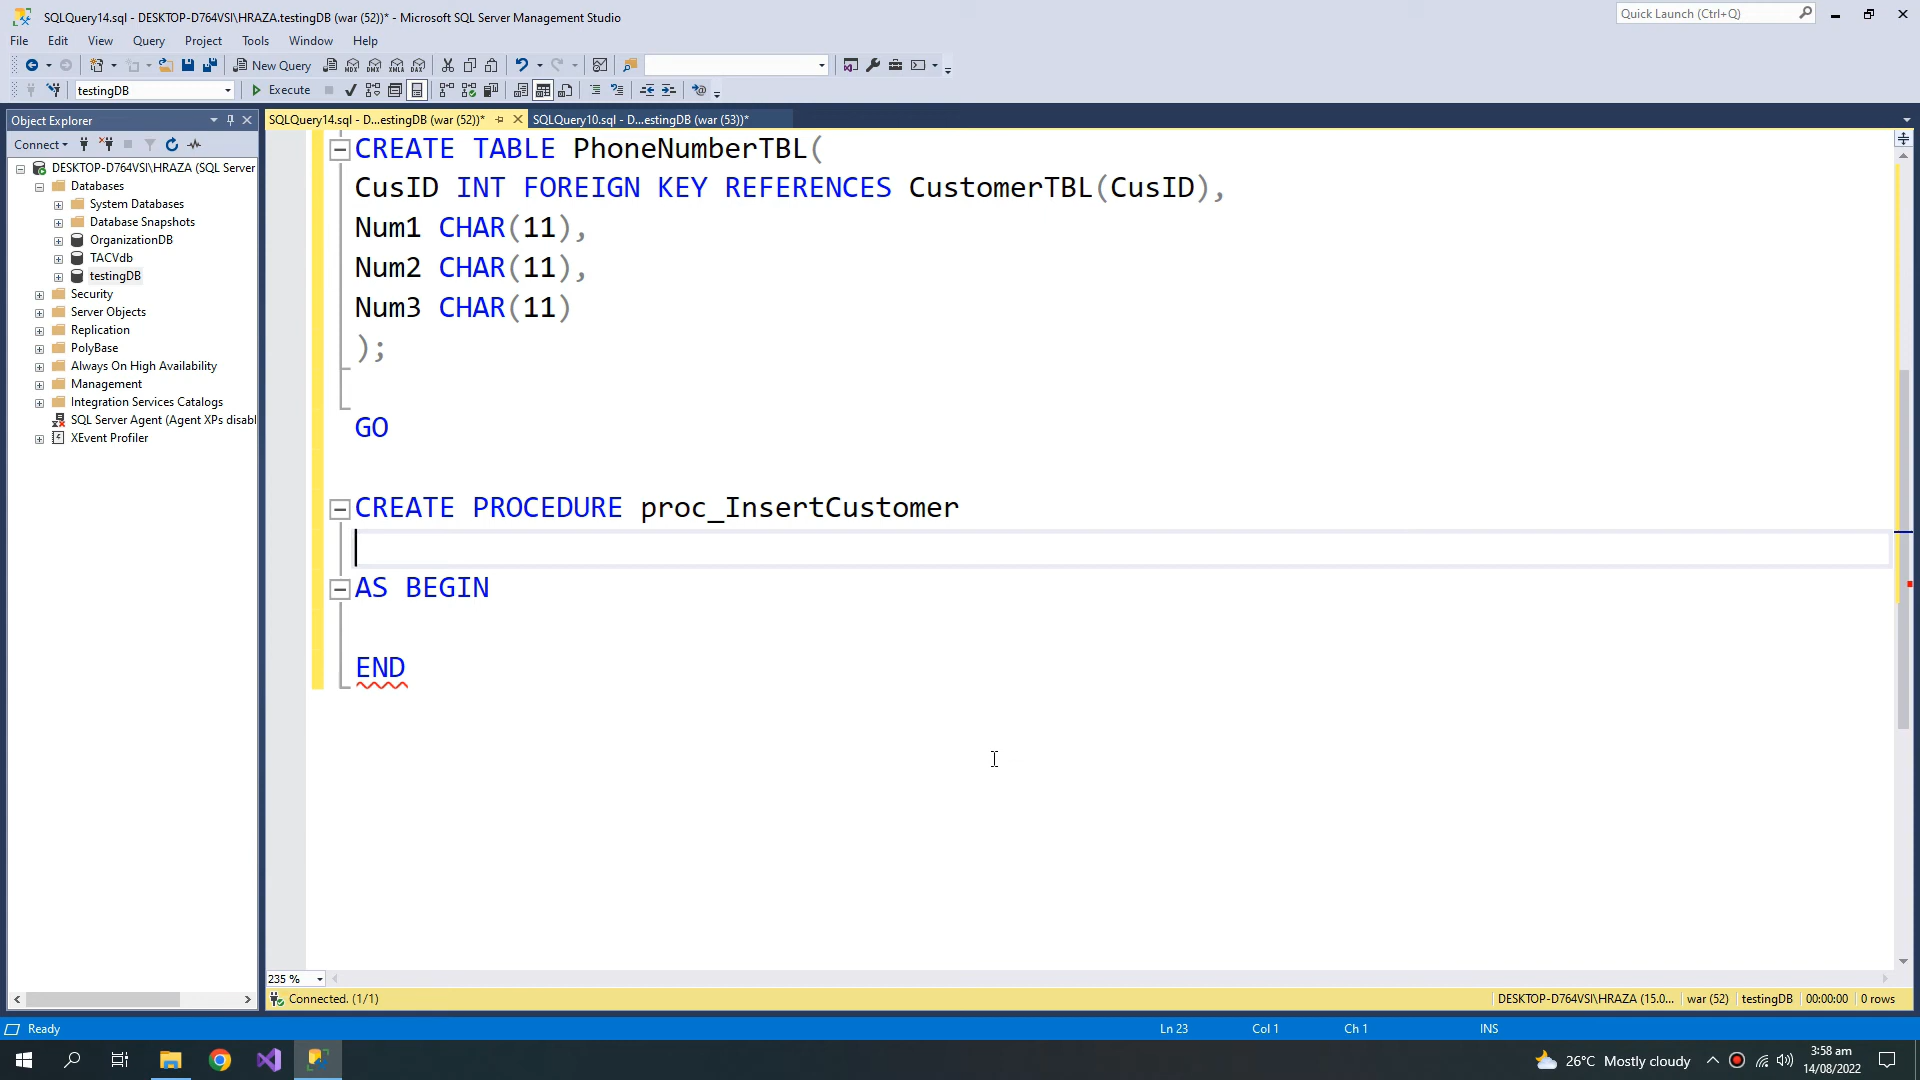 SQLQuery14.sql - DESKTOP-D764VSI\HRAZA.testingDB (war (52))* - Microsoft SQL Server Management Studio
Quick Launch (Ctrl+Q)
File Edit View Query Project Tools Window Help
New Query
MDX DMX XMLA DAX
testingDB
Execute
Object Explorer
SQLQuery14.sql - D...estingDB (war (52))*
SQLQuery10.sql - D...estingDB (war (53))*
Connect
DESKTOP-D764VSI\HRAZA (SQL Server
Databases
System Databases
Database Snapshots
OrganizationDB
TACVdb
testingDB
Security
Server Objects
Replication
PolyBase
Always On High Availability
Management
Integration Services Catalogs
SQL Server Agent (Agent XPs disabl
XEvent Profiler
CREATE TABLE PhoneNumberTBL(
CusID INT FOREIGN KEY REFERENCES CustomerTBL(CusID),
Num1 CHAR(11),
Num2 CHAR(11),
Num3 CHAR(11)
);
GO
CREATE PROCEDURE proc_InsertCustomer
AS BEGIN
END
235 %
Connected. (1/1)
DESKTOP-D764VSI\HRAZA (15.0... war (52) testingDB 00:00:00 0 rows
Ready
Ln 23 Col 1 Ch 1 INS
26°C Mostly cloudy
3:58 am
14/08/2022